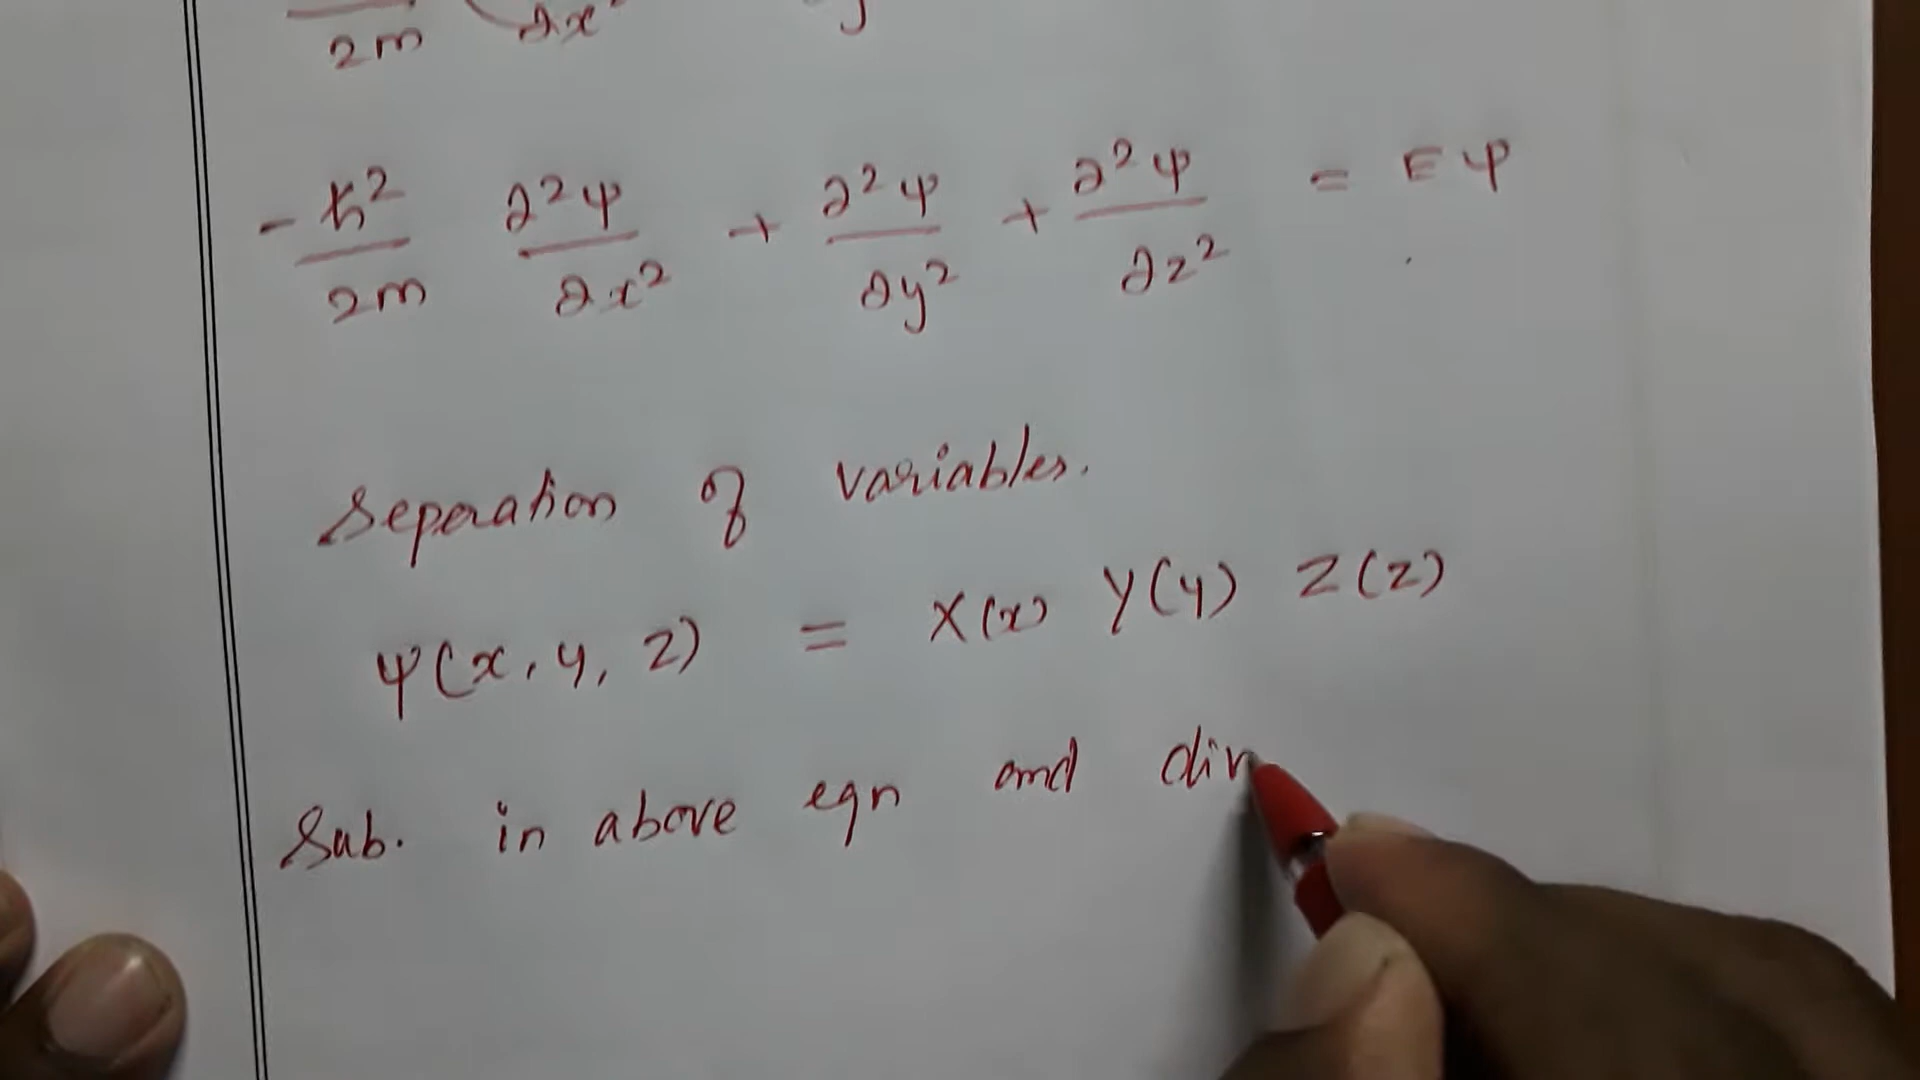 2m ∂x²
-ħ²/2m ∂²ψ/∂x² + ∂²ψ/∂y² + ∂²ψ/∂z² = Eψ
Seperation of variables.
ψ(x, y, z) = X(x) Y(y) Z(z)
Sub. in above eqn and div